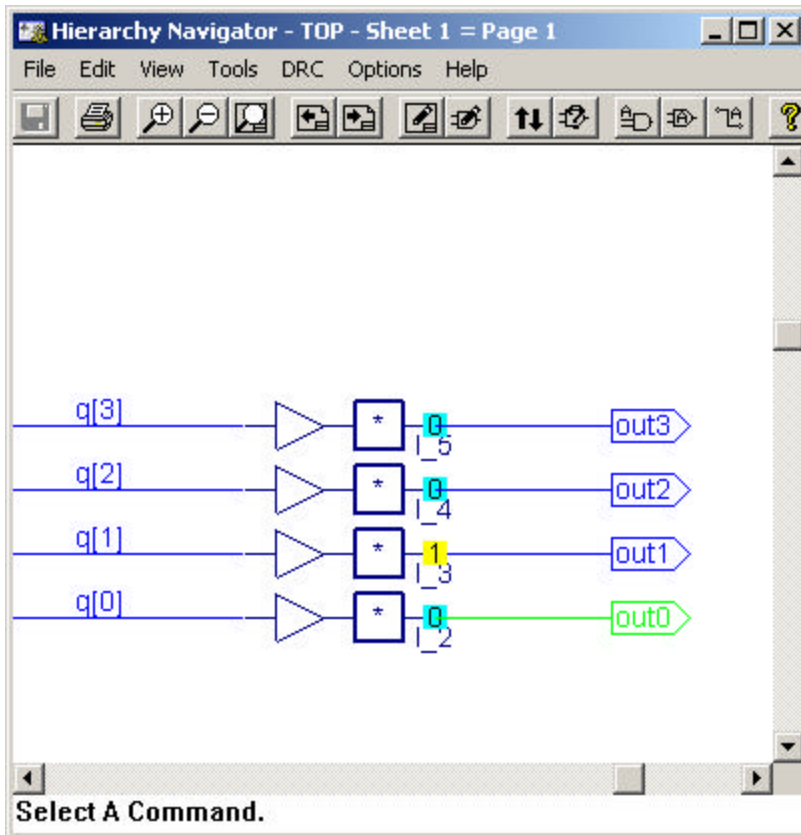 Hierarchy Navigator - TOP - Sheet 1 = Page 1
File Edit View Tools DRC Options Help
q[3] * 0 I_5 out3
q[2] * 0 I_4 out2
q[1] * 1 I_3 out1
q[0] * 0 I_2 out0
Select A Command.